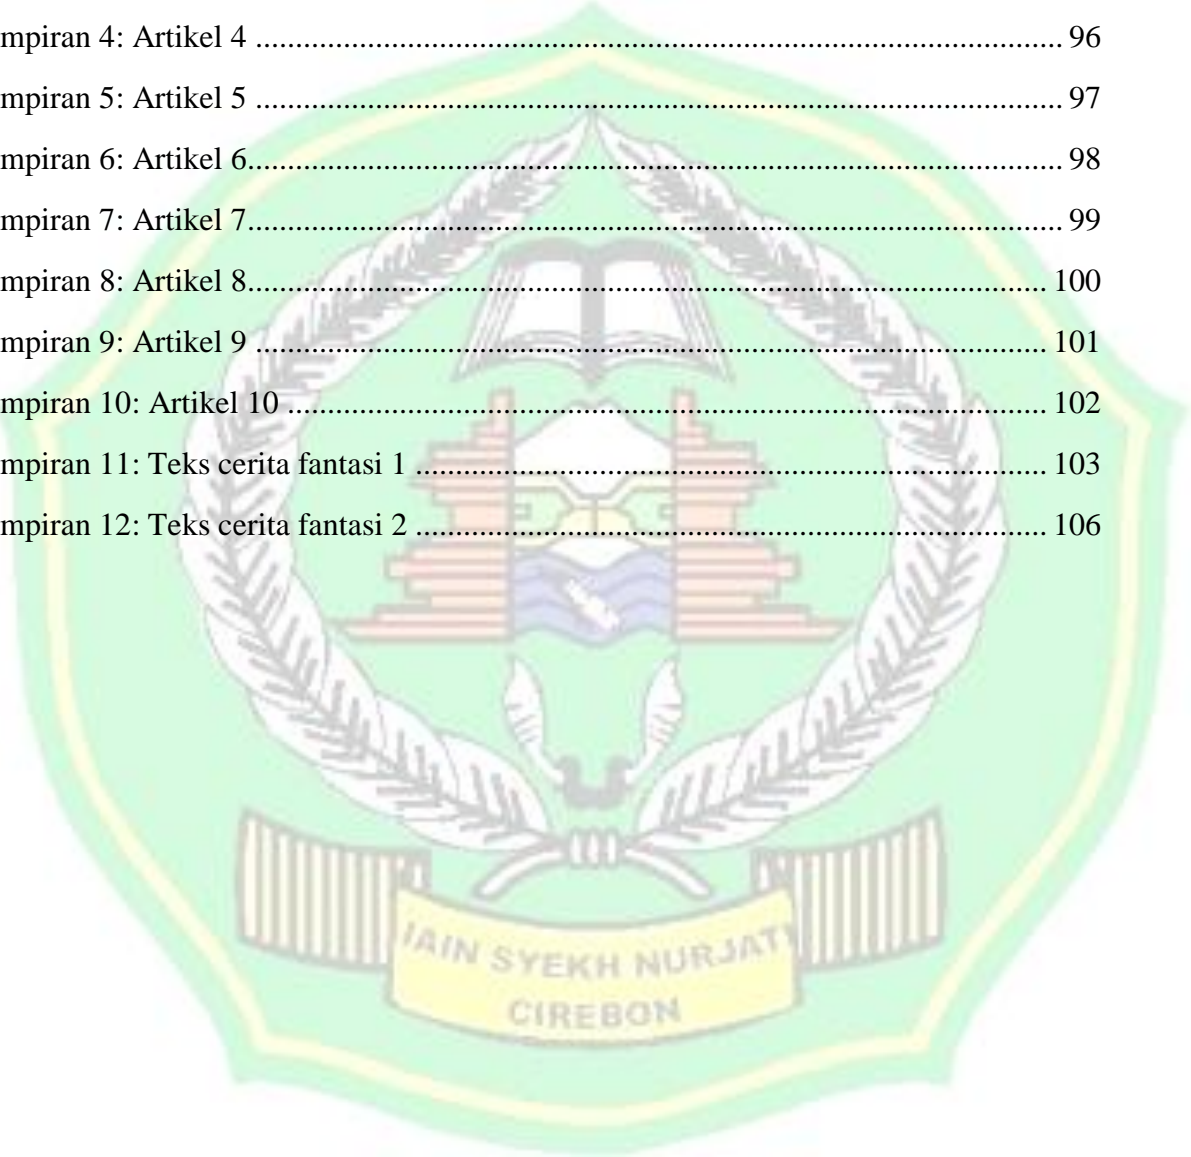 mpiran 4: Artikel 4 ..................................................................................................... 96
mpiran 5: Artikel 5 ..................................................................................................... 97
mpiran 6: Artikel 6...................................................................................................... 98
mpiran 7: Artikel 7...................................................................................................... 99
mpiran 8: Artikel 8.................................................................................................... 100
mpiran 9: Artikel 9 ................................................................................................... 101
mpiran 10: Artikel 10 ............................................................................................... 102
mpiran 11: Teks cerita fantasi 1 ............................................................................... 103
mpiran 12: Teks cerita fantasi 2 ............................................................................... 106
IAIN SYEKH NURJATI
CIREBON